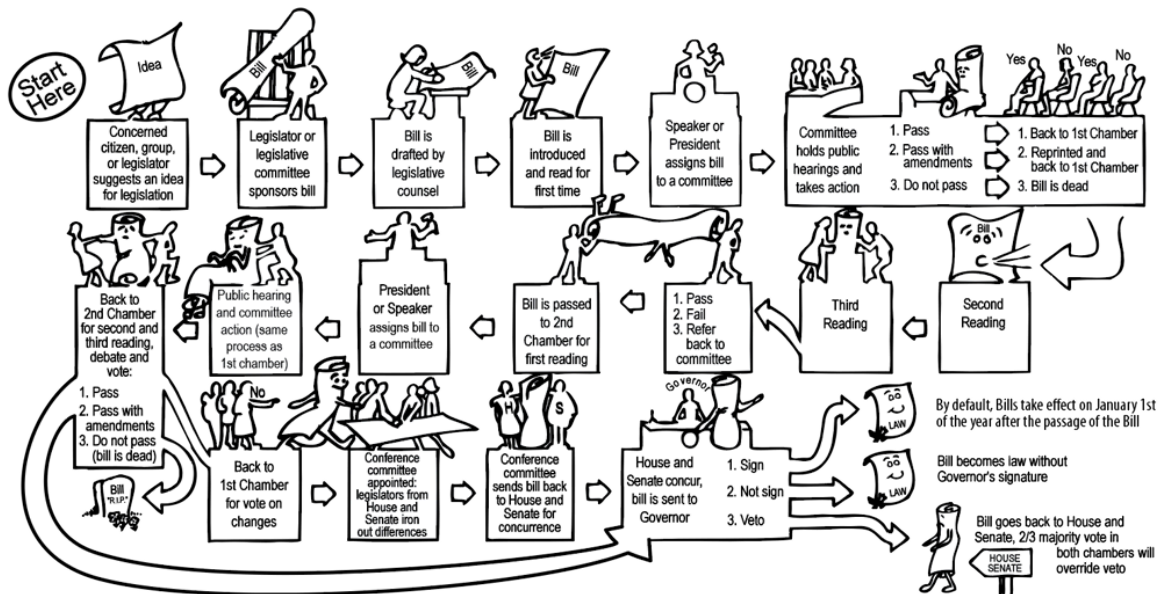 Start
Here
Idea
Concerned
citizen, group,
or legislator
suggests an idea
for legislation
Bill
Legislator or
legislative
committee
sponsors bill
Bill
Bill is
drafted by
legislative
counsel
Bill
Bill is
introduced
and read for
first time
Speaker or
President
assigns bill
to a committee
Committee
holds public
hearings and
takes action
1. Pass
2. Pass with
amendments
3. Do not pass
Yes
No
Yes
No
1. Back to 1st Chamber
2. Reprinted and
back to 1st Chamber
3. Bill is dead
Bill
Second
Reading
Third
Reading
1. Pass
2. Fail
3. Refer
back to
committee
Bill is passed
to 2nd
Chamber for
first reading
President
or Speaker
assigns bill to
a committee
Public hearing
and committee
action (same
process as
1st chamber)
Back to
2nd Chamber
for second and
third reading,
debate and
vote:
1. Pass
2. Pass with
amendments
3. Do not pass
(bill is dead)
Bill
"R.I.P."
No
Back to
1st Chamber
for vote on
changes
Conference
committee
appointed:
legislators from
House and
Senate iron
out differences
H
S
Conference
committee
sends bill back
to House and
Senate for
concurrence
Governor
House and
Senate concur,
bill is sent to
Governor
1. Sign
2. Not sign
3. Veto
LAW
By default, Bills take effect on January 1st
of the year after the passage of the Bill
LAW
Bill becomes law without
Governor's signature
Bill goes back to House and
Senate, 2/3 majority vote in
both chambers will
override veto
HOUSE
SENATE